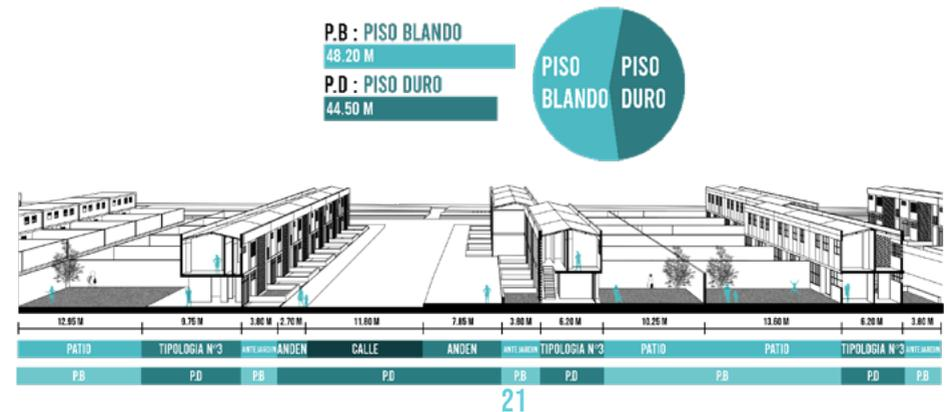 P.B : PISO BLANDO
48.20 M
P.D : PISO DURO
44.50 M
PISO BLANDO
PISO DURO
12.95 M 9.75 M 3.80 M 2.70 M 11.80 M 7.85 M 3.80 M 6.20 M 10.25 M 13.60 M 6.20 M 3.80 M
PATIO TIPOLOGIA N°3 ANTEJARDIN ANDEN CALLE ANDEN ANTEJARDIN TIPOLOGIA N°3 PATIO PATIO TIPOLOGIA N°3 ANTEJARDIN
P.B P.D P.B P.D P.B P.D P.B P.D P.B
21